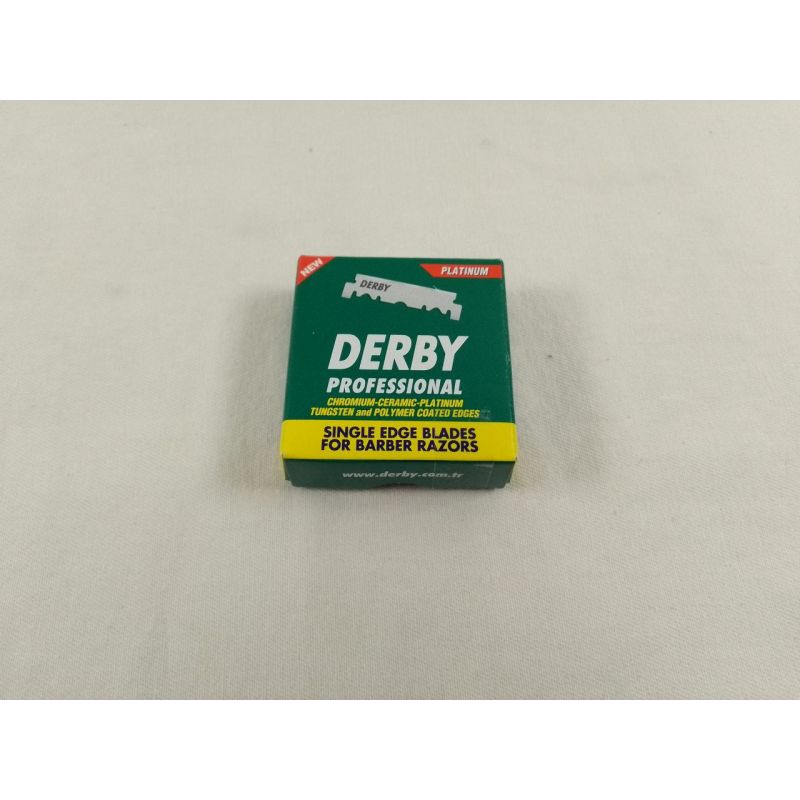 NEW
PLATINUM
DERBY
DERBY
PROFESSIONAL
CHROMIUM-CERAMIC-PLATINUM
TUNGSTEN and POLYMER COATED EDGES
SINGLE EDGE BLADES
FOR BARBER RAZORS
www.derby.com.tr